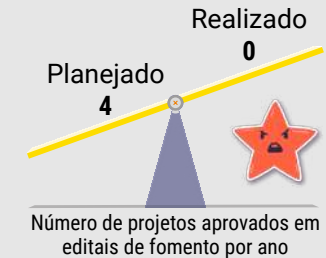 Realizado
0
Planejado
4
Número de projetos aprovados em
editais de fomento por ano